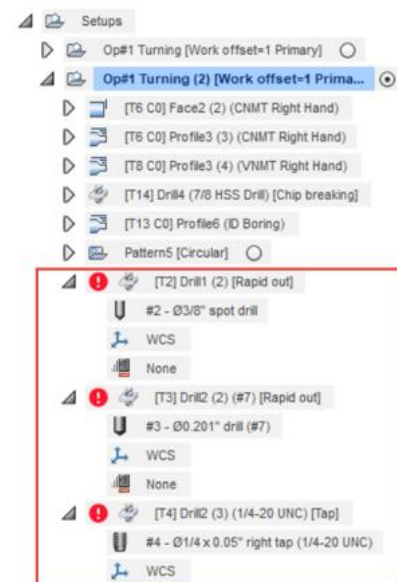 Setups
Op#1 Turning [Work offset=1 Primary]
Op#1 Turning (2) [Work offset=1 Prima...
[T6 C0] Face2 (2) (CNMT Right Hand)
[T6 C0] Profile3 (3) (CNMT Right Hand)
[T8 C0] Profile3 (4) (VNMT Right Hand)
[T14] Drill4 (7/8 HSS Drill) [Chip breaking]
[T13 C0] Profile6 (ID Boring)
Pattern5 [Circular]
[T2] Drill1 (2) [Rapid out]
#2 - Ø3/8" spot drill
WCS
None
[T3] Drill2 (2) (#7) [Rapid out]
#3 - Ø0.201" drill (#7)
WCS
None
[T4] Drill2 (3) (1/4-20 UNC) [Tap]
#4 - Ø1/4 x 0.05" right tap (1/4-20 UNC)
WCS